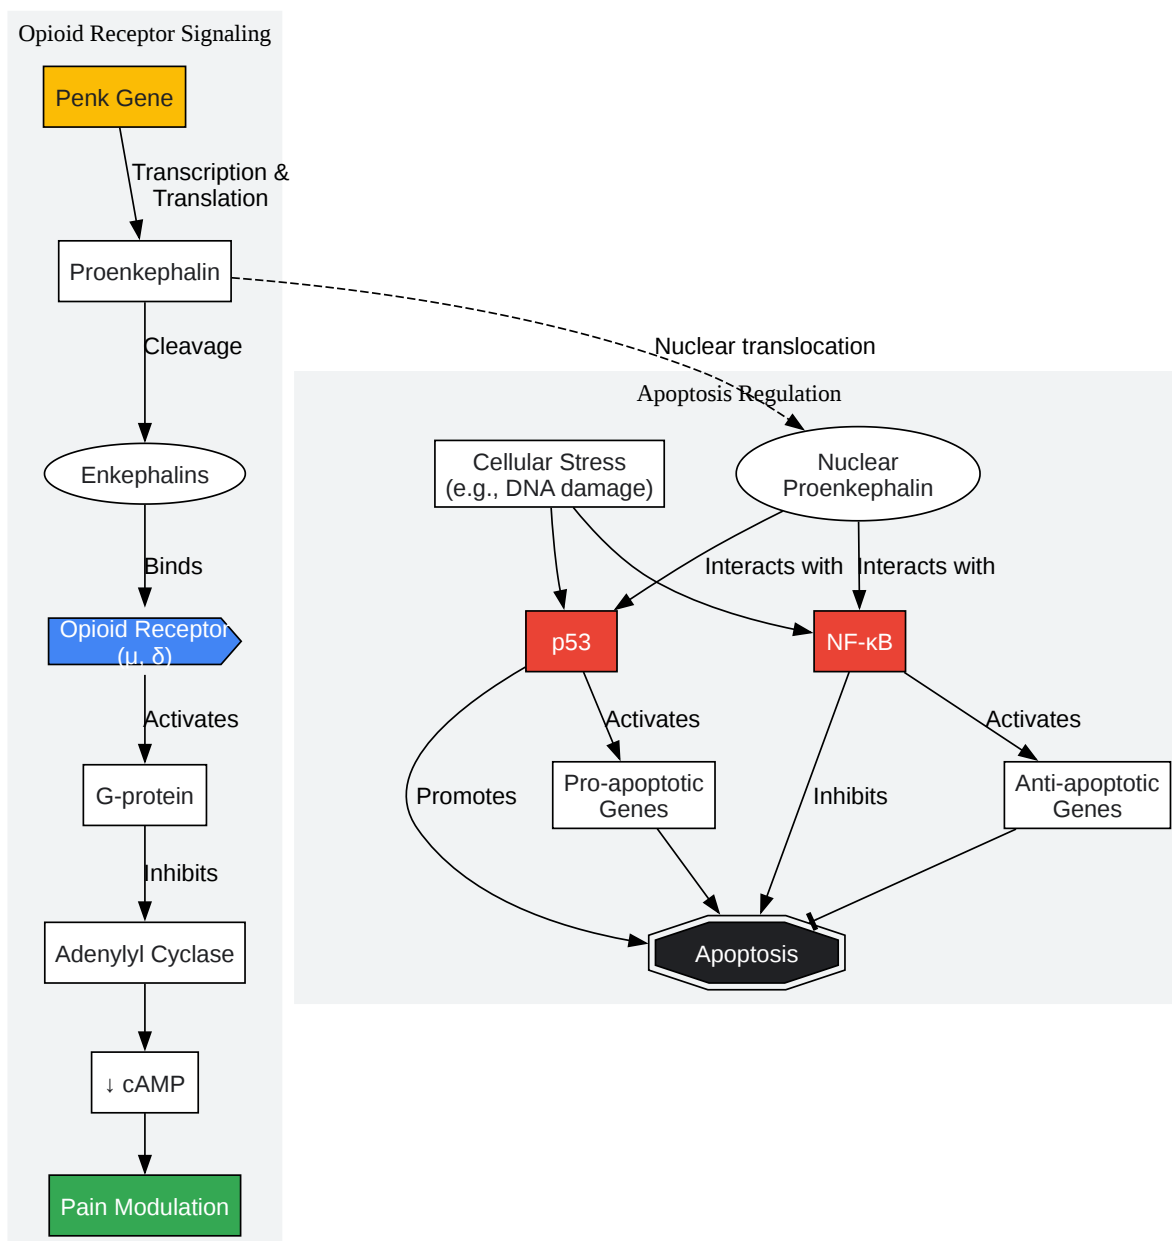 Opioid Receptor Signaling
Penk Gene
Transcription &
Translation
Proenkephalin
Cleavage
Nuclear translocation
Apoptosis Regulation
Enkephalins
Cellular Stress
(e.g., DNA damage)
Nuclear
Proenkephalin
Binds
Interacts with
Interacts with
Opioid Receptor
(μ, δ)
p53
NF-κB
Activates
Activates
Activates
G-protein
Promotes
Pro-apoptotic
Genes
Inhibits
Anti-apoptotic
Genes
Inhibits
Adenylyl Cyclase
Apoptosis
↓ cAMP
Pain Modulation